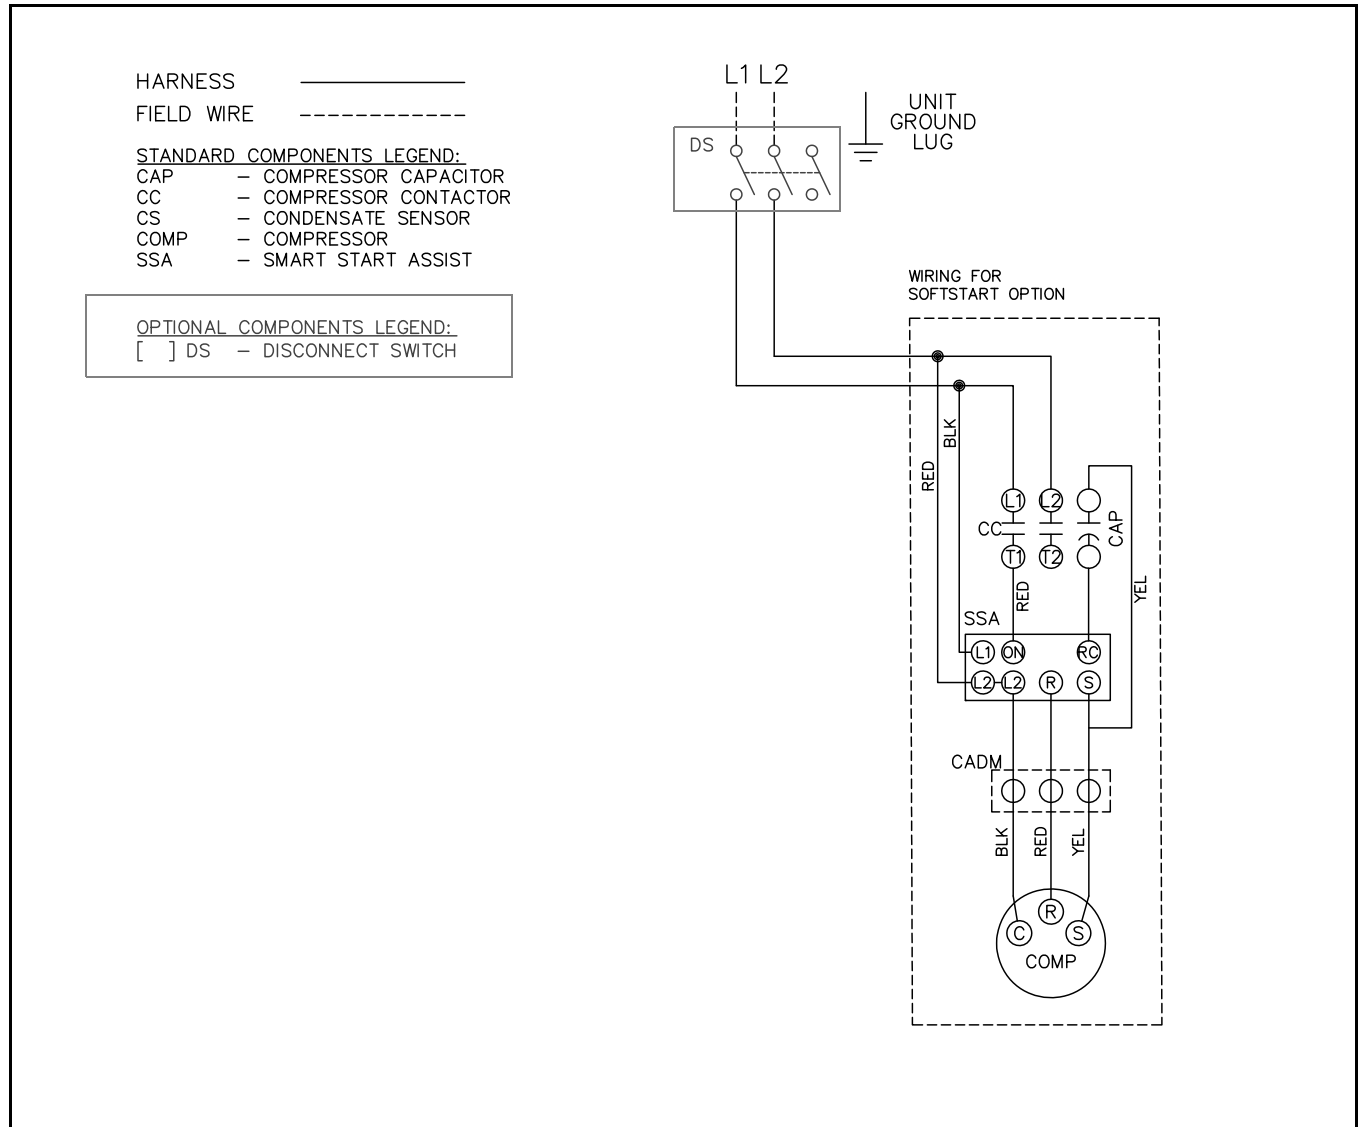 HARNESS
FIELD WIRE
STANDARD COMPONENTS LEGEND:
CAP – COMPRESSOR CAPACITOR
CC – COMPRESSOR CONTACTOR
CS – CONDENSATE SENSOR
COMP – COMPRESSOR
SSA – SMART START ASSIST
OPTIONAL COMPONENTS LEGEND:
[ ] DS – DISCONNECT SWITCH
L1 L2
DS
UNIT
GROUND
LUG
WIRING FOR
SOFTSTART OPTION
BLK
RED
L1 L2
CC
CAP
T1 T2
RED
YEL
SSA
L1 ON RC
L2 L2 R S
CADM
BLK RED YEL
R
C S
COMP